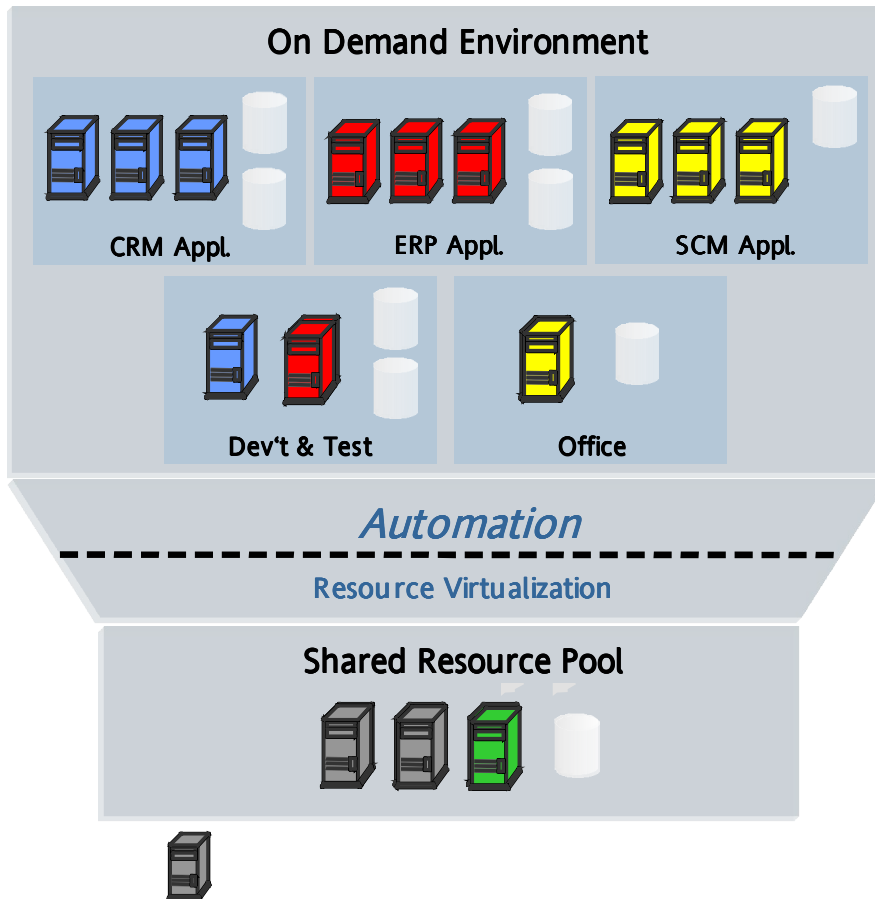 On Demand Environment
CRM Appl.
ERP Appl.
SCM Appl.
Dev‘t & Test
Office
Automation
Resource Virtualization
Shared Resource Pool